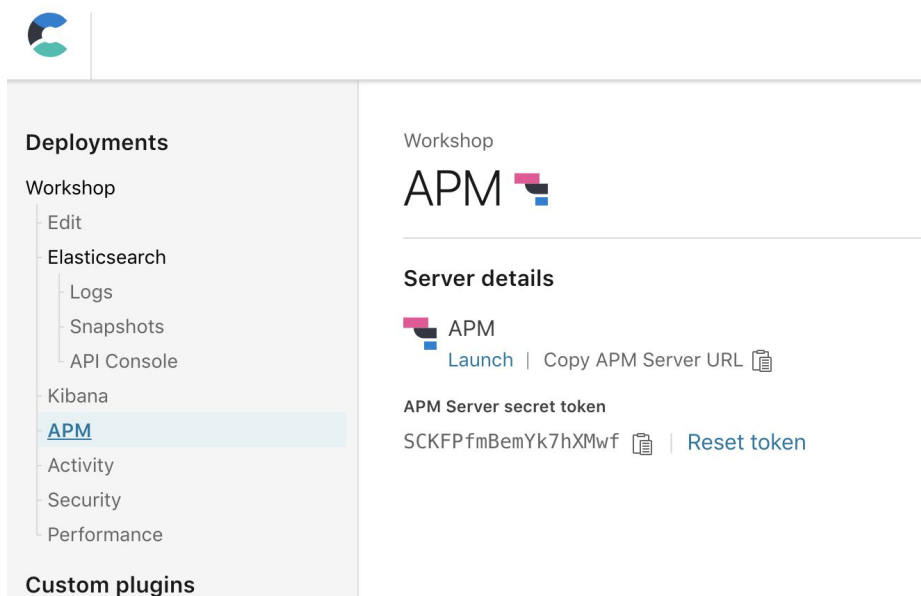 Deployments
Workshop
Edit
Elasticsearch
Logs
Snapshots
API Console
Kibana
APM
Activity
Security
Performance
Custom plugins
Workshop
APM
Server details
APM
Launch | Copy APM Server URL
APM Server secret token
SCKFPfmBemYk7hXMwf | Reset token